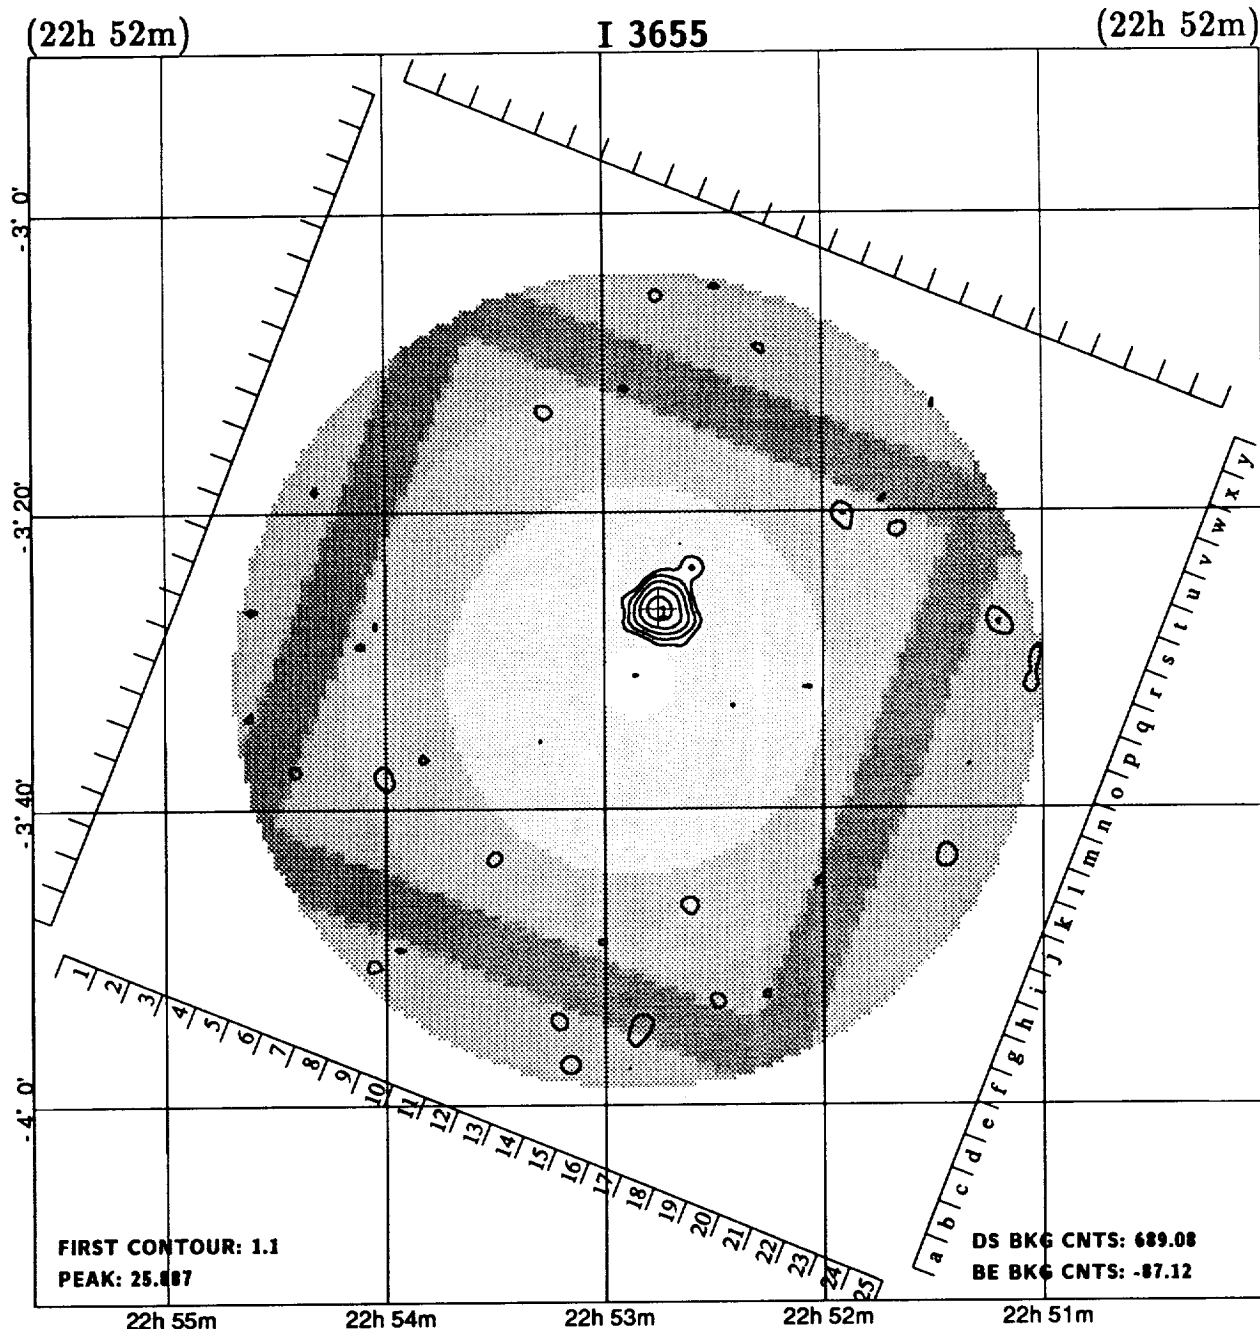 (22h 52m) I 3655 (22h 52m)
-3° 0'
-3° 20'
-3° 40'
-4° 0'
1 2 3 4 5 6 7 8 9 10 11 12 13 14 15 16 17 18 19 20 21 22 23 24 25
a b c d e f g h i j k l m n o p q r s t u v w x y
FIRST CONTOUR: 1.1
PEAK: 25.887
DS BKG CNTS: 689.08
BE BKG CNTS: -87.12
22h 55m 22h 54m 22h 53m 22h 52m 22h 51m